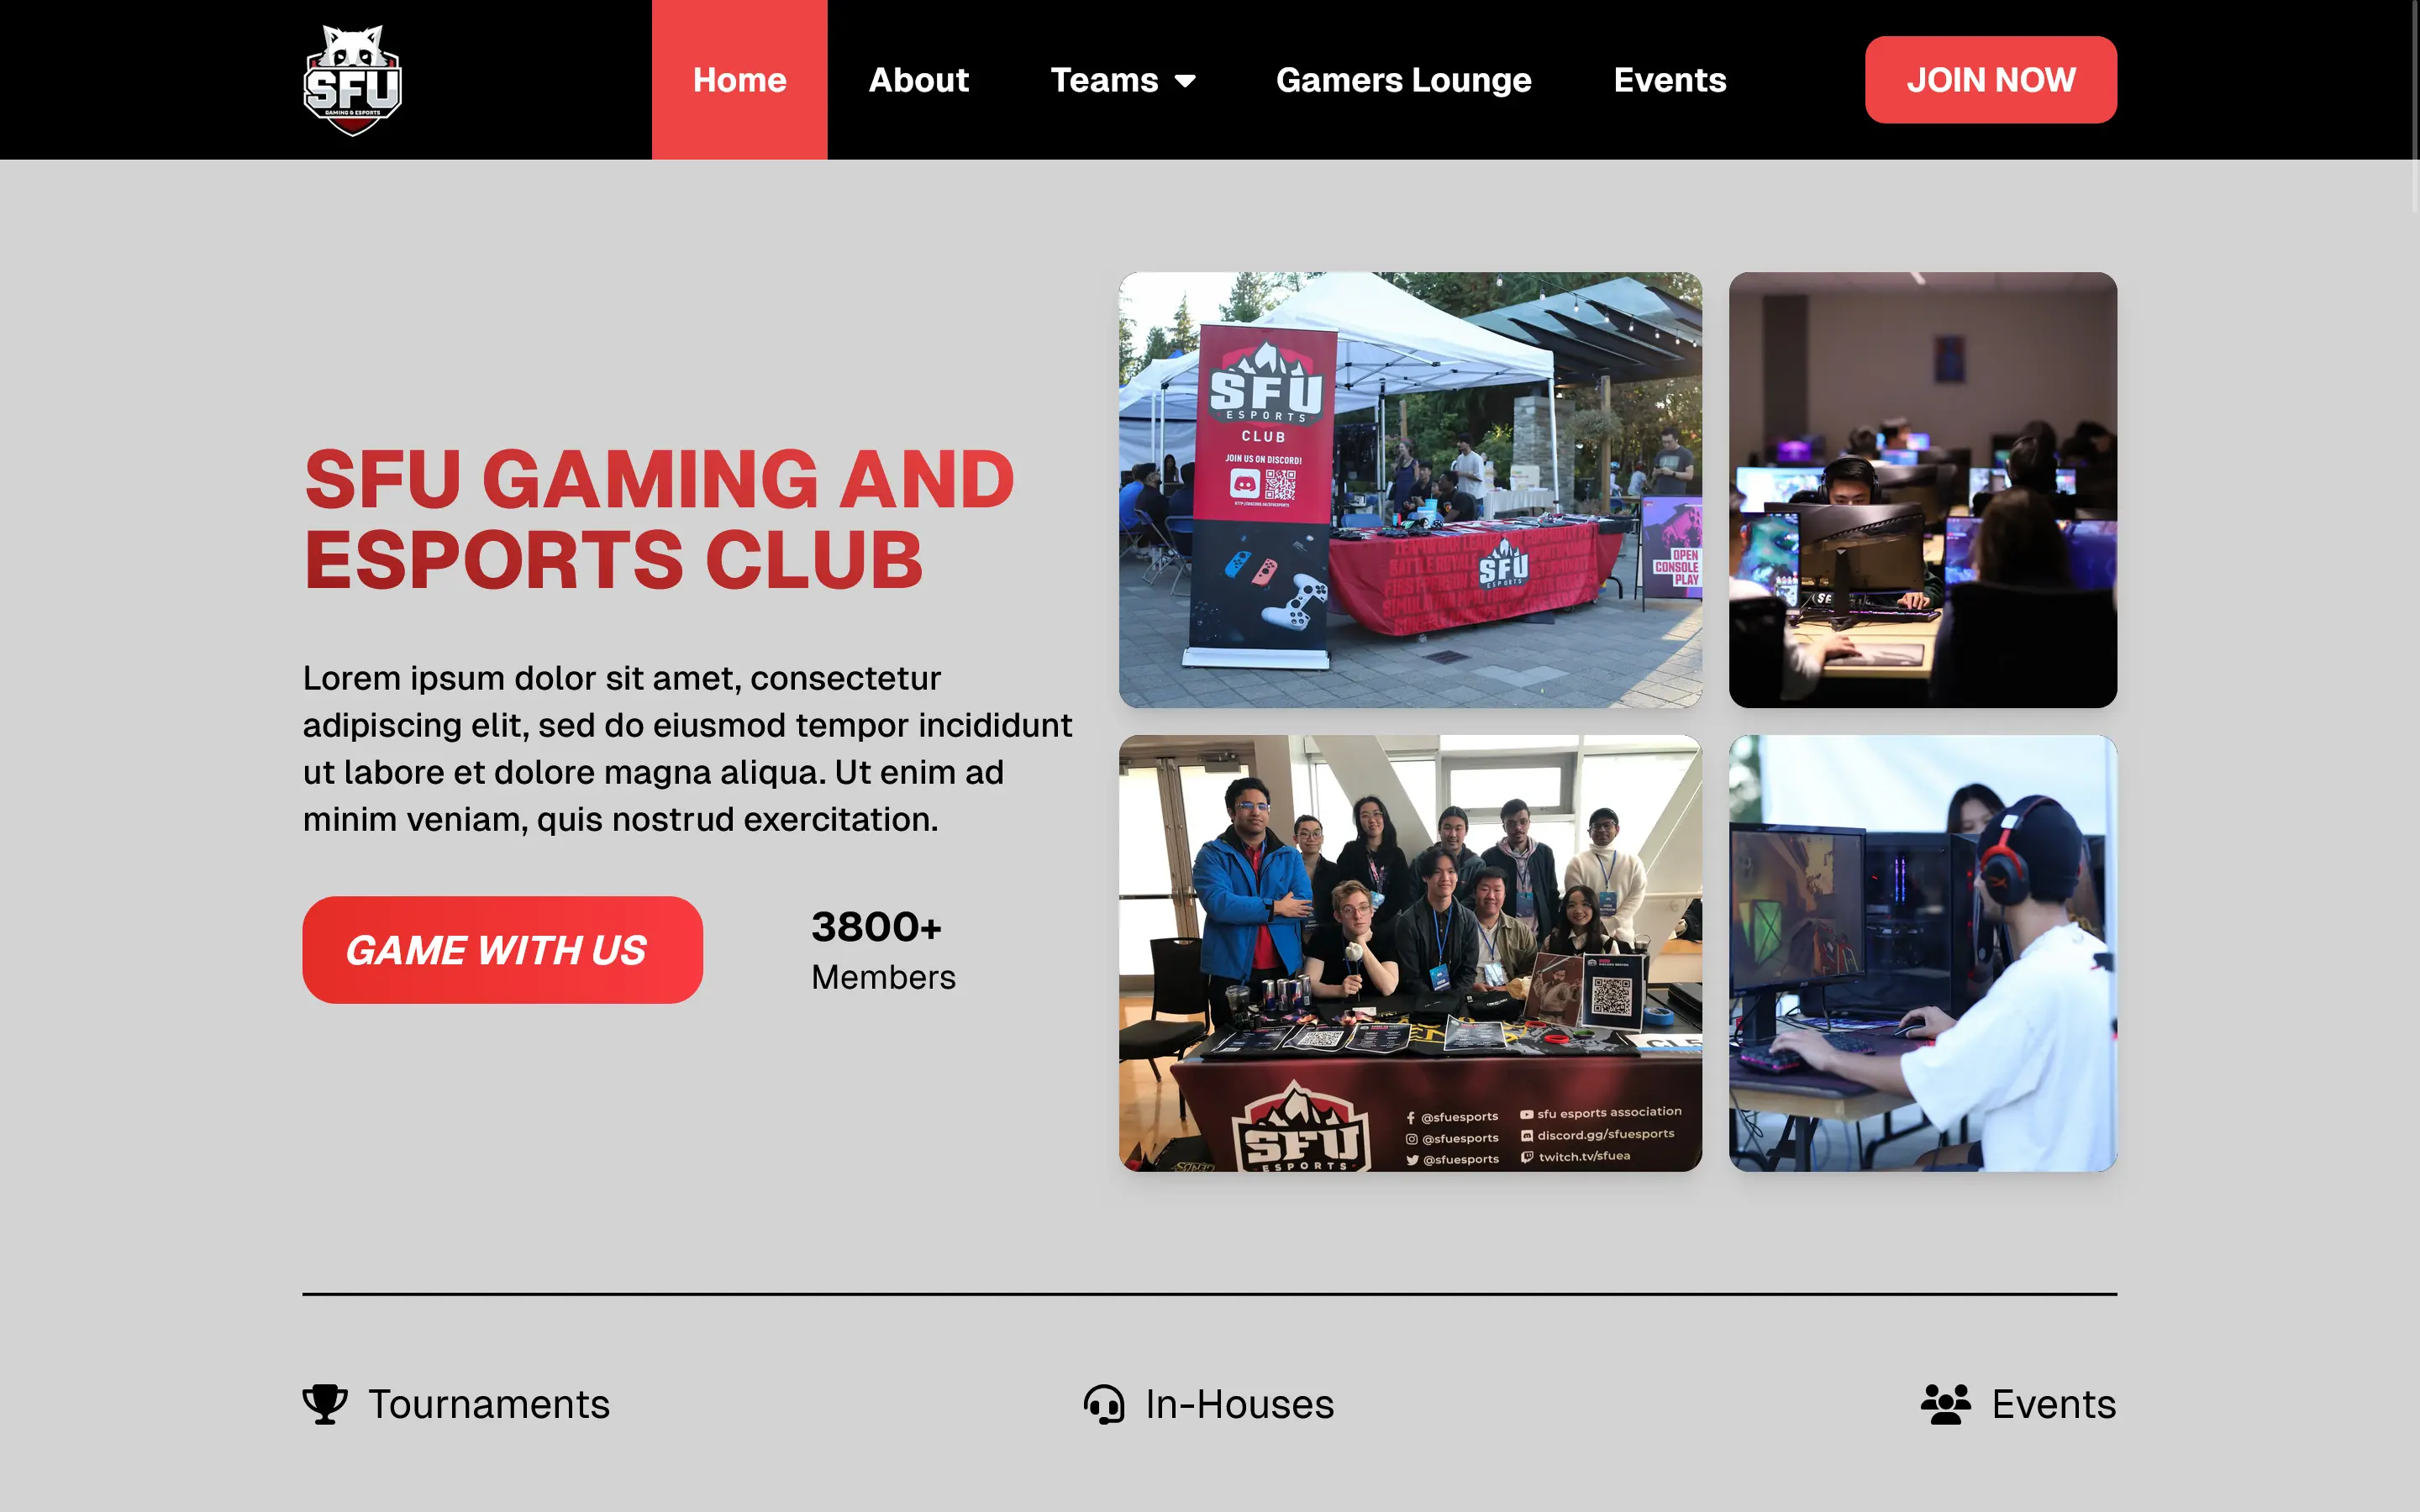 SFU
GAMING & ESPORTS
Home
About
Teams
Gamers Lounge
Events
JOIN NOW
SFU GAMING AND
ESPORTS CLUB
Lorem ipsum dolor sit amet, consectetur
adipiscing elit, sed do eiusmod tempor incididunt
ut labore et dolore magna aliqua. Ut enim ad
minim veniam, quis nostrud exercitation.
GAME WITH US
3800+
Members
SFU
ESPORTS
CLUB
JOIN US ON DISCORD!
SFU
ESPORTS
OPEN
CONSOLE
PLAY
SFU
ESPORTS
@sfuesports
@sfuesports
@sfuesports
sfu esports association
discord.gg/sfuesports
twitch.tv/sfuea
Tournaments
In-Houses
Events